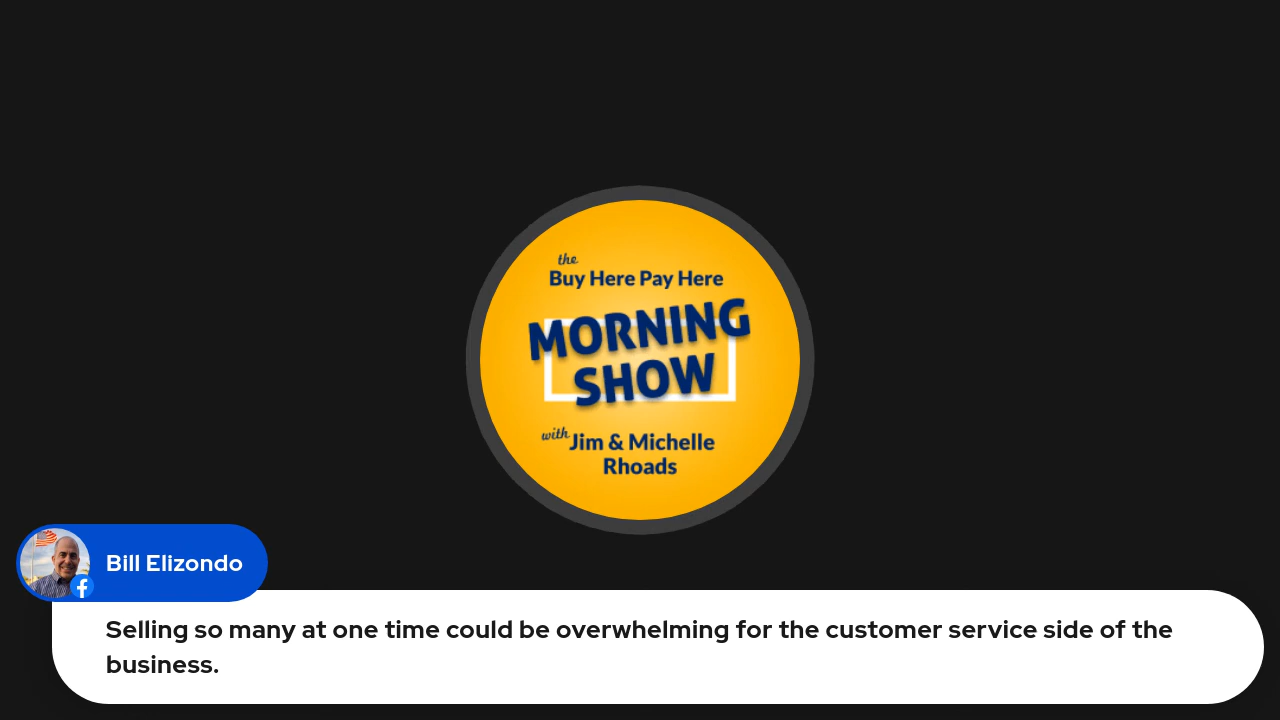 the
Buy Here Pay Here
MORNING
SHOW
with Jim & Michelle
Rhoads
Bill Elizondo
Selling so many at one time could be overwhelming for the customer service side of the
business.